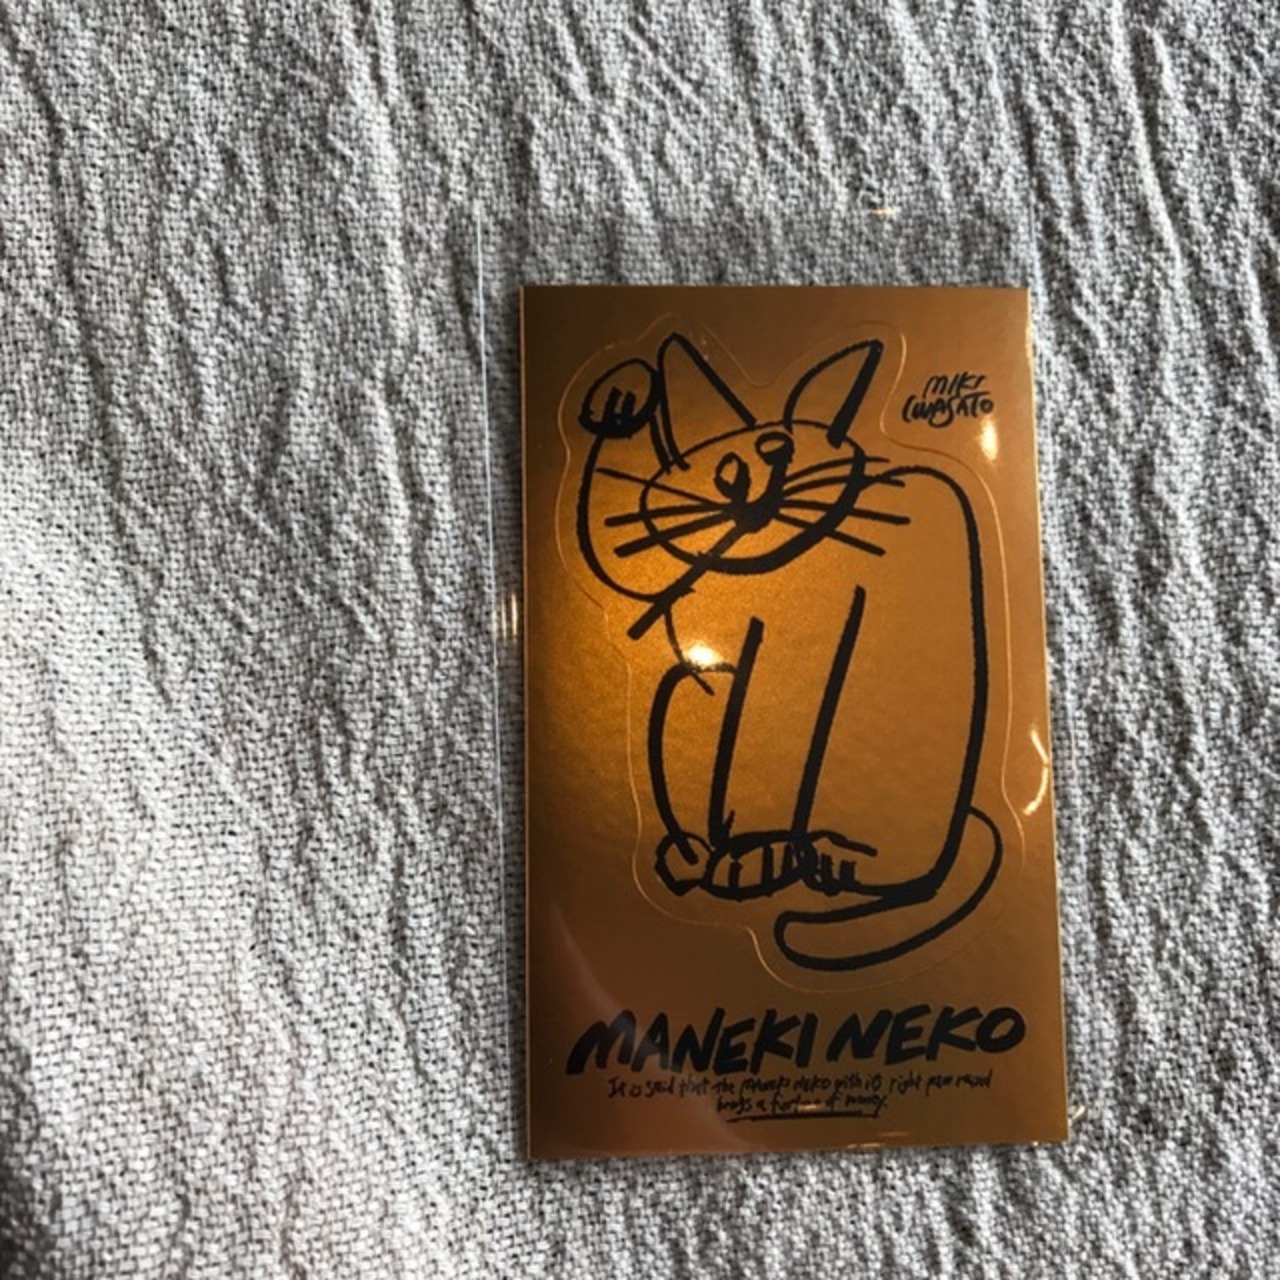 MIKI
IWASATO
MANEKI NEKO
It is said that the MANEKI NEKO with its right paw raised
brings a fortune of money.